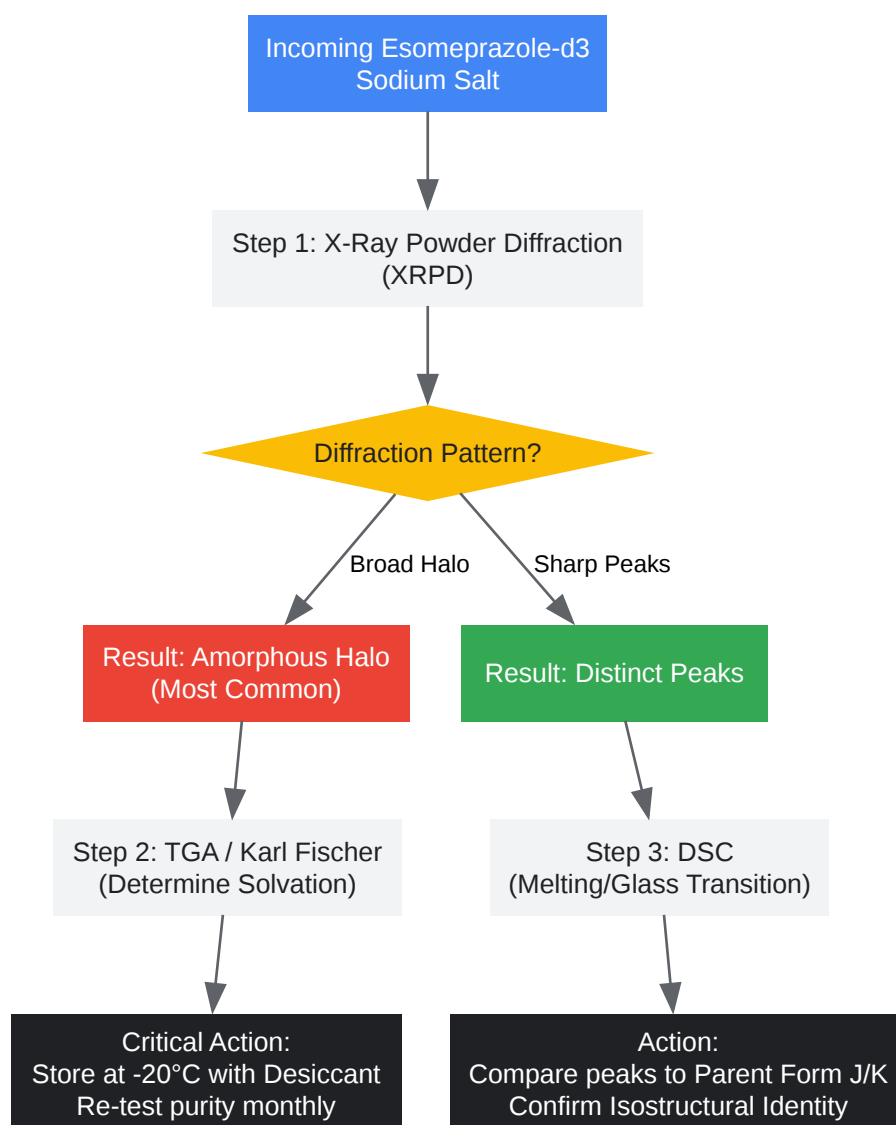 Incoming Esomeprazole-d3
Sodium Salt
Step 1: X-Ray Powder Diffraction
(XRPD)
Diffraction Pattern?
Broad Halo
Sharp Peaks
Result: Amorphous Halo
(Most Common)
Result: Distinct Peaks
Step 2: TGA / Karl Fischer
(Determine Solvation)
Step 3: DSC
(Melting/Glass Transition)
Critical Action:
Store at -20°C with Desiccant
Re-test purity monthly
Action:
Compare peaks to Parent Form J/K
Confirm Isostructural Identity